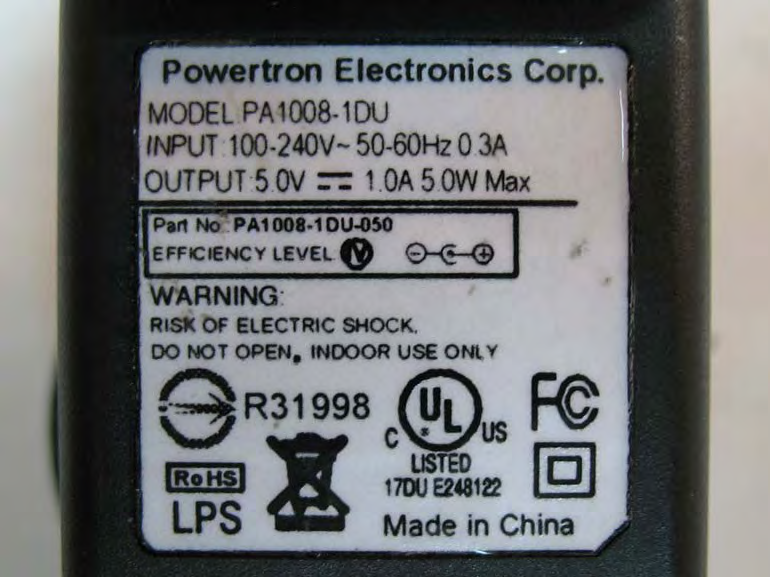 Powertron Electronics Corp.
MODEL PA1008-1DU
INPUT 100-240V~ 50-60Hz 0.3A
OUTPUT 5.0V ⎓ 1.0A 5.0W Max
Part No. PA1008-1DU-050
EFFICIENCY LEVEL IV
WARNING:
RISK OF ELECTRIC SHOCK.
DO NOT OPEN, INDOOR USE ONLY
R31998
C UL US
FC
LISTED
17DU E248122
RoHS
LPS
Made in China